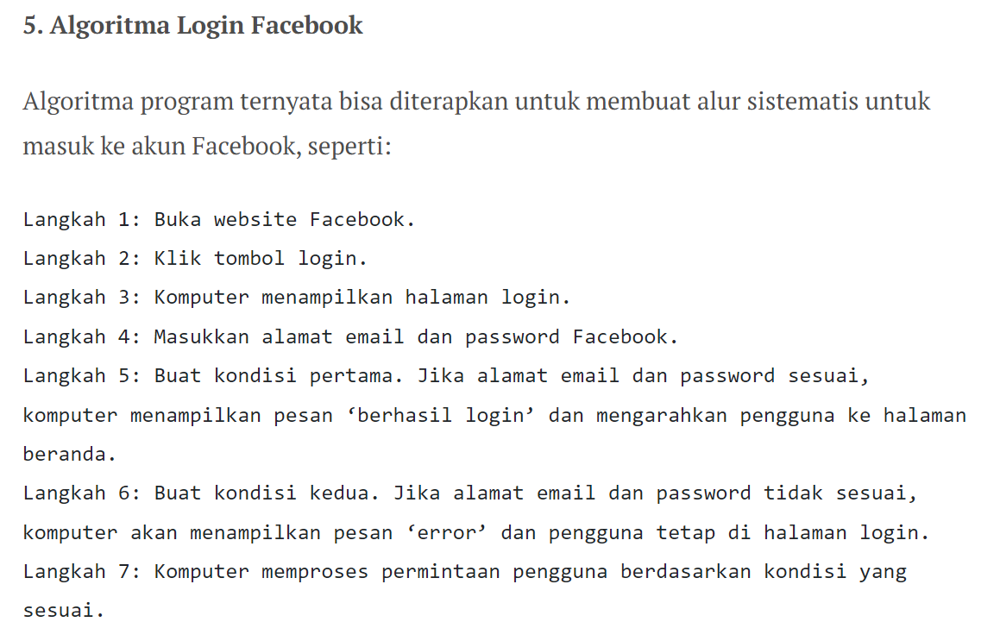 5. Algoritma Login Facebook
Algoritma program ternyata bisa diterapkan untuk membuat alur sistematis untuk
masuk ke akun Facebook, seperti:
Langkah 1: Buka website Facebook.
Langkah 2: Klik tombol login.
Langkah 3: Komputer menampilkan halaman login.
Langkah 4: Masukkan alamat email dan password Facebook.
Langkah 5: Buat kondisi pertama. Jika alamat email dan password sesuai,
komputer menampilkan pesan ‘berhasil login’ dan mengarahkan pengguna ke halaman
beranda.
Langkah 6: Buat kondisi kedua. Jika alamat email dan password tidak sesuai,
komputer akan menampilkan pesan ‘error’ dan pengguna tetap di halaman login.
Langkah 7: Komputer memproses permintaan pengguna berdasarkan kondisi yang
sesuai.